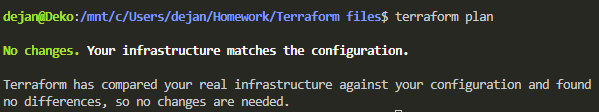 dejan@Deko:/mnt/c/Users/dejan/Homework/Terraform files$ terraform plan
No changes. Your infrastructure matches the configuration.
Terraform has compared your real infrastructure against your configuration and found
no differences, so no changes are needed.